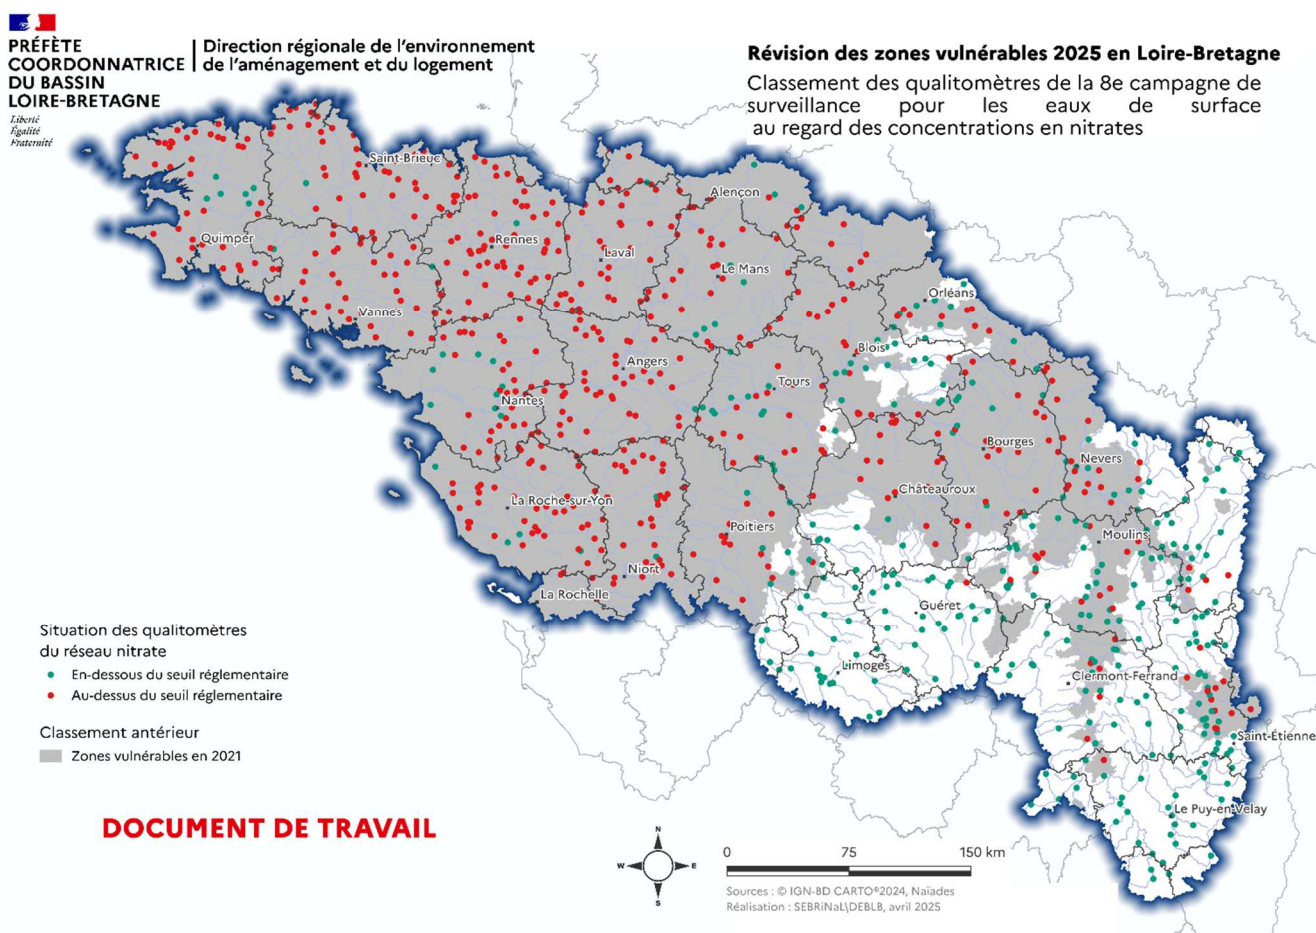 PRÉFÈTE
COORDONNATRICE
DU BASSIN
LOIRE-BRETAGNE
Liberté
Égalité
Fraternité
Direction régionale de l'environnement
de l'aménagement et du logement
Révision des zones vulnérables 2025 en Loire-Bretagne
Classement des qualitomètres de la 8e campagne de
surveillance pour les eaux de surface
au regard des concentrations en nitrates
Saint-Brieuc
Alençon
Quimper
Rennes
Laval
Le Mans
Orléans
Vannes
Blois
Angers
Tours
Nantes
Bourges
Nevers
La Roche-sur-Yon
Châteauroux
Poitiers
Moulins
Niort
La Rochelle
Guéret
Limoges
Clermont-Ferrand
Saint-Étienne
Le Puy-en-Velay
Situation des qualitomètres
du réseau nitrate
En-dessous du seuil réglementaire
Au-dessus du seuil réglementaire
Classement antérieur
Zones vulnérables en 2021
DOCUMENT DE TRAVAIL
N
W E
S
0 75 150 km
Sources : © IGN-BD CARTO®2024, Naïades
Réalisation : SEBRiNaL\DEBLB, avril 2025